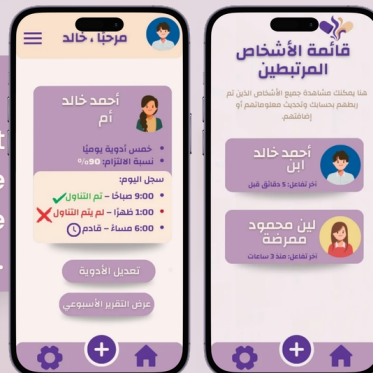 مرحبًا ، خالد
أحمد خالد
أم
خمس أدوية يوميًا
نسبة الالتزام: 90%
سجل اليوم:
9:00 صباحًا – تم التناول
1:00 ظهرًا – لم يتم التناول
6:00 مساءً – قادم
تعديل الأدوية
عرض التقرير الأسبوعي
قائمة الأشخاص
المرتبطين
هنا يمكنك مشاهدة جميع الأشخاص الذين تم
ربطهم بحسابك وتحديث معلوماتهم أو
إضافتهم.
أحمد خالد
ابن
آخر تفاعل: 5 دقائق قبل
لين محمود
ممرضة
آخر تفاعل: منذ 3 ساعات